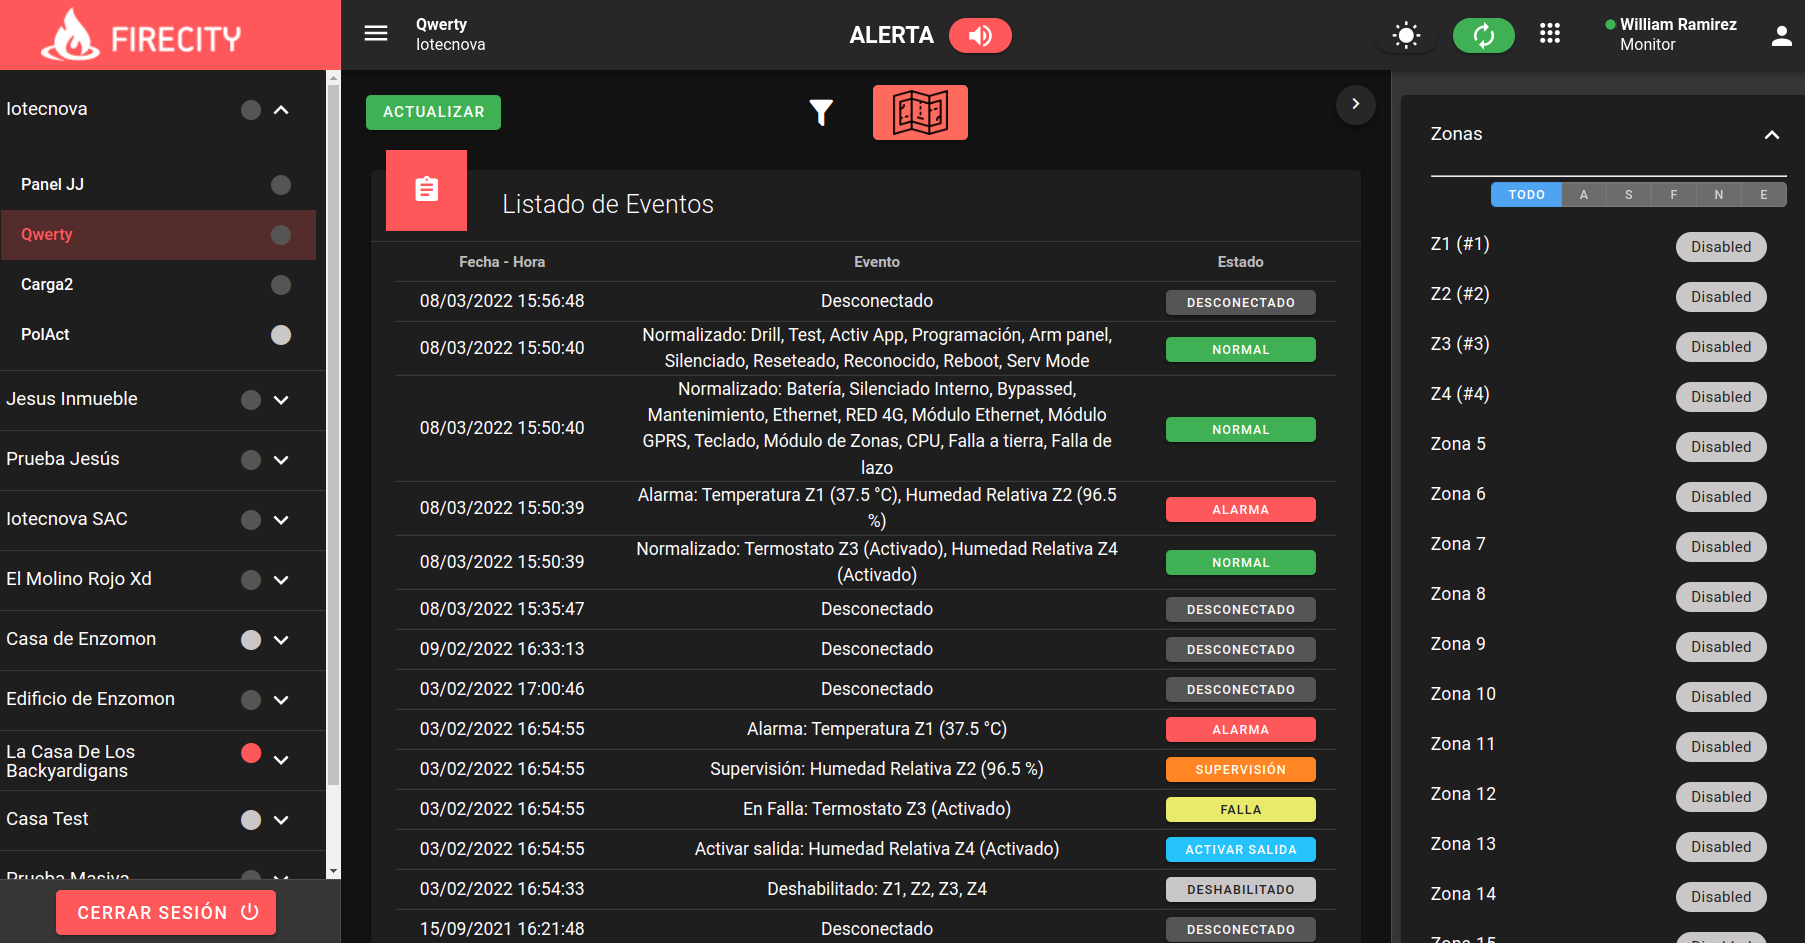 FIRECITY
Qwerty
Iotecnova
ALERTA
William Ramirez
Monitor
Iotecnova
Panel JJ
Qwerty
Carga2
PolAct
Jesus Inmueble
Prueba Jesús
Iotecnova SAC
El Molino Rojo Xd
Casa de Enzomon
Edificio de Enzomon
La Casa De Los
Backyardigans
Casa Test
Prueba Masiva
CERRAR SESIÓN
ACTUALIZAR
Listado de Eventos
Fecha - Hora Evento Estado
08/03/2022 15:56:48 Desconectado DESCONECTADO
08/03/2022 15:50:40 Normalizado: Drill, Test, Activ App, Programación, Arm panel, NORMAL
Silenciado, Reseteado, Reconocido, Reboot, Serv Mode
08/03/2022 15:50:40 Normalizado: Batería, Silenciado Interno, Bypassed, NORMAL
Mantenimiento, Ethernet, RED 4G, Módulo Ethernet, Módulo
GPRS, Teclado, Módulo de Zonas, CPU, Falla a tierra, Falla de
lazo
08/03/2022 15:50:39 Alarma: Temperatura Z1 (37.5 °C), Humedad Relativa Z2 (96.5 ALARMA
%)
08/03/2022 15:50:39 Normalizado: Termostato Z3 (Activado), Humedad Relativa Z4 NORMAL
(Activado)
08/03/2022 15:35:47 Desconectado DESCONECTADO
09/02/2022 16:33:13 Desconectado DESCONECTADO
03/02/2022 17:00:46 Desconectado DESCONECTADO
03/02/2022 16:54:55 Alarma: Temperatura Z1 (37.5 °C) ALARMA
03/02/2022 16:54:55 Supervisión: Humedad Relativa Z2 (96.5 %) SUPERVISIÓN
03/02/2022 16:54:55 En Falla: Termostato Z3 (Activado) FALLA
03/02/2022 16:54:55 Activar salida: Humedad Relativa Z4 (Activado) ACTIVAR SALIDA
03/02/2022 16:54:33 Deshabilitado: Z1, Z2, Z3, Z4 DESHABILITADO
15/09/2021 16:21:48 Desconectado DESCONECTADO
Zonas
TODO A S F N E
Z1 (#1) Disabled
Z2 (#2) Disabled
Z3 (#3) Disabled
Z4 (#4) Disabled
Zona 5 Disabled
Zona 6 Disabled
Zona 7 Disabled
Zona 8 Disabled
Zona 9 Disabled
Zona 10 Disabled
Zona 11 Disabled
Zona 12 Disabled
Zona 13 Disabled
Zona 14 Disabled
Zona 15 Disabled